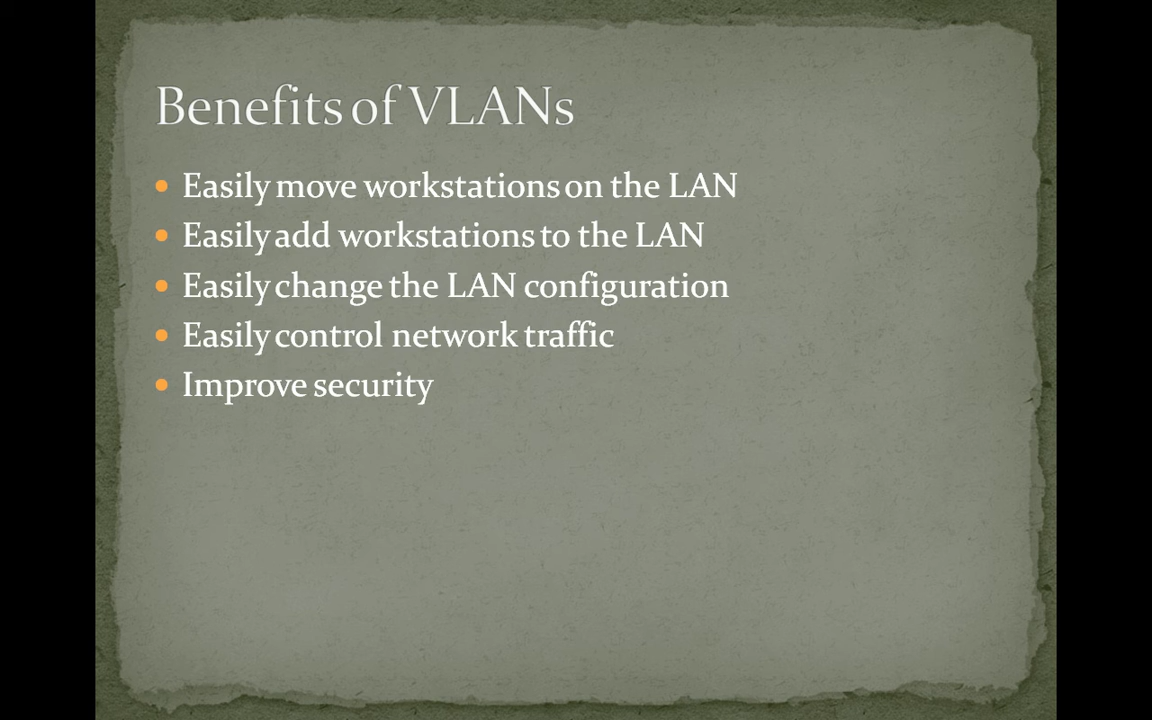 Benefits of VLANs
Easily move workstations on the LAN
Easily add workstations to the LAN
Easily change the LAN configuration
Easily control network traffic
Improve security